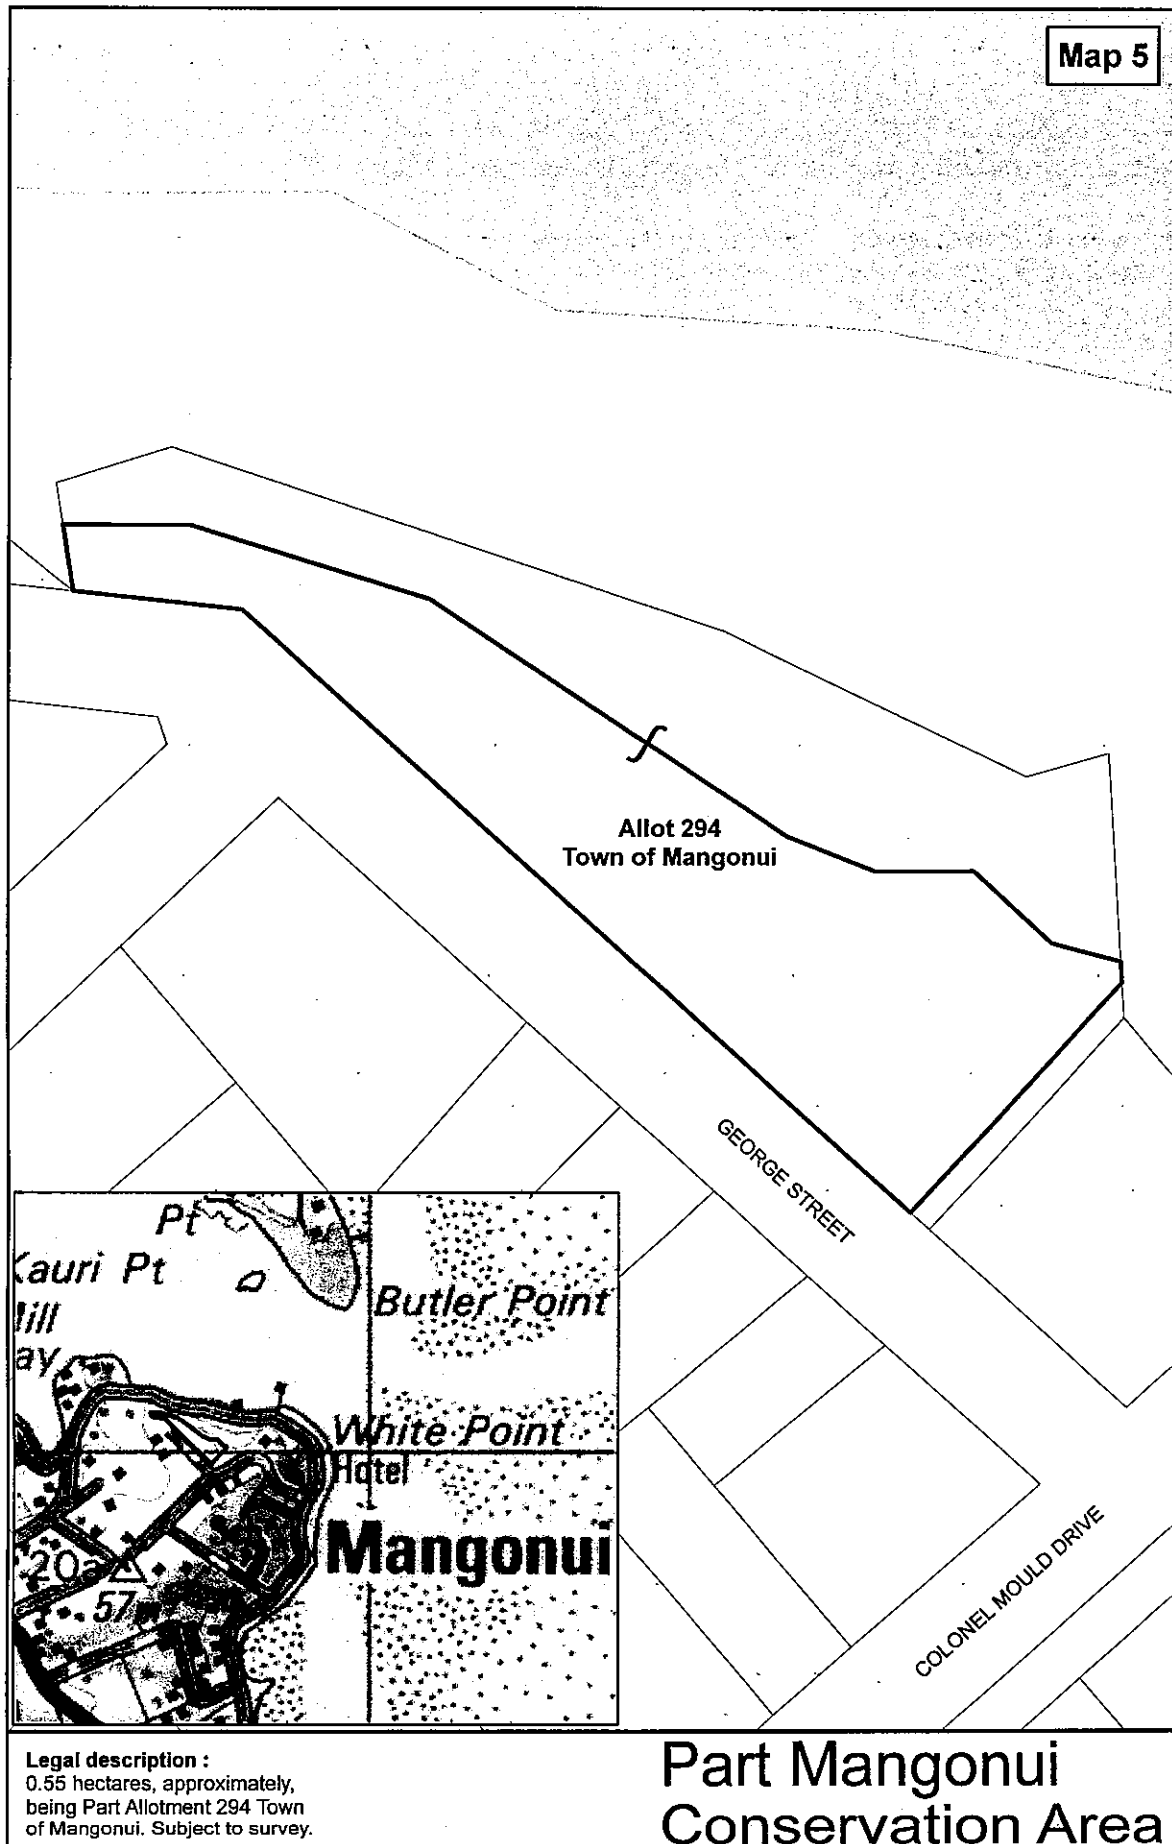 Map 5
Allot 294
Town of Mangonui
GEORGE STREET
COLONEL MOULD DRIVE
Pt
Kauri Pt
Butler Point
White Point
Hotel
Mangonui
57
Legal description :
0.55 hectares, approximately,
being Part Allotment 294 Town
of Mangonui. Subject to survey.
Part Mangonui
Conservation Area